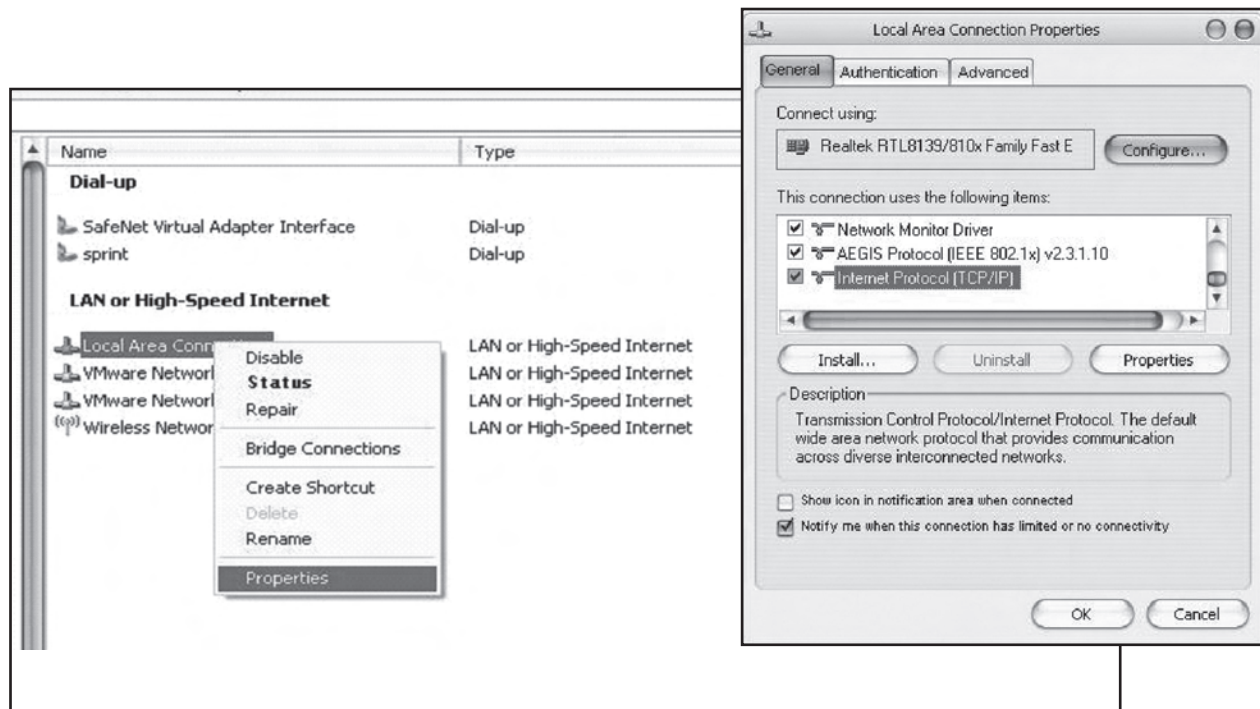 Name Type
Dial-up
SafeNet Virtual Adapter Interface Dial-up
sprint Dial-up
LAN or High-Speed Internet
Local Area Conn LAN or High-Speed Internet
VMware Network LAN or High-Speed Internet
VMware Network LAN or High-Speed Internet
Wireless Networ LAN or High-Speed Internet
Disable
Status
Repair
Bridge Connections
Create Shortcut
Delete
Rename
Properties
Local Area Connection Properties
General Authentication Advanced
Connect using:
Realtek RTL8139/810x Family Fast E Configure...
This connection uses the following items:
Network Monitor Driver
AEGIS Protocol (IEEE 802.1x) v2.3.1.10
Internet Protocol (TCP/IP)
Install... Uninstall Properties
Description
Transmission Control Protocol/Internet Protocol. The default
wide area network protocol that provides communication
across diverse interconnected networks.
Show icon in notification area when connected
Notify me when this connection has limited or no connectivity
OK Cancel